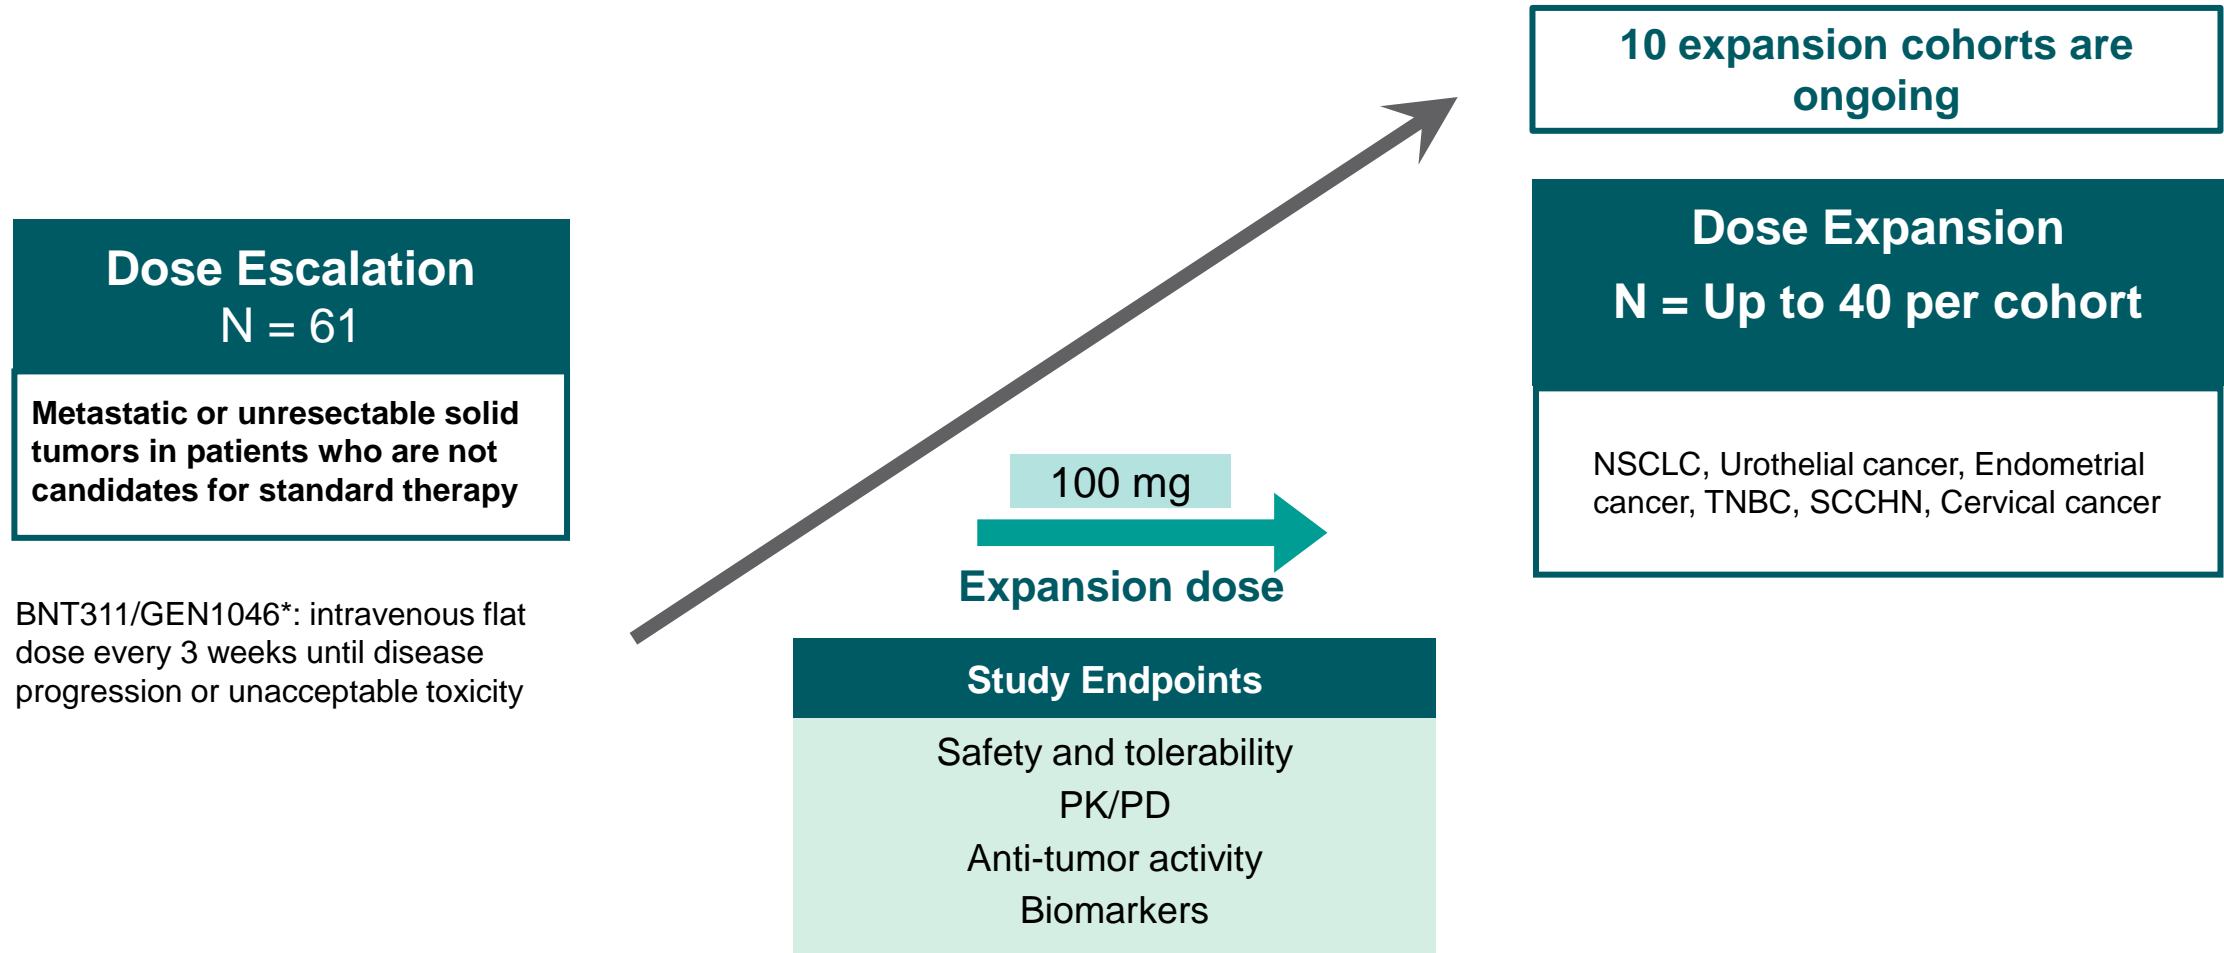 Dose Escalation
N = 61
Metastatic or unresectable solid
tumors in patients who are not
candidates for standard therapy
BNT311/GEN1046*: intravenous flat
dose every 3 weeks until disease
progression or unacceptable toxicity
100 mg
Expansion dose
Study Endpoints
Safety and tolerability
PK/PD
Anti-tumor activity
Biomarkers
10 expansion cohorts are
ongoing
Dose Expansion
N = Up to 40 per cohort
NSCLC, Urothelial cancer, Endometrial
cancer, TNBC, SCCHN, Cervical cancer